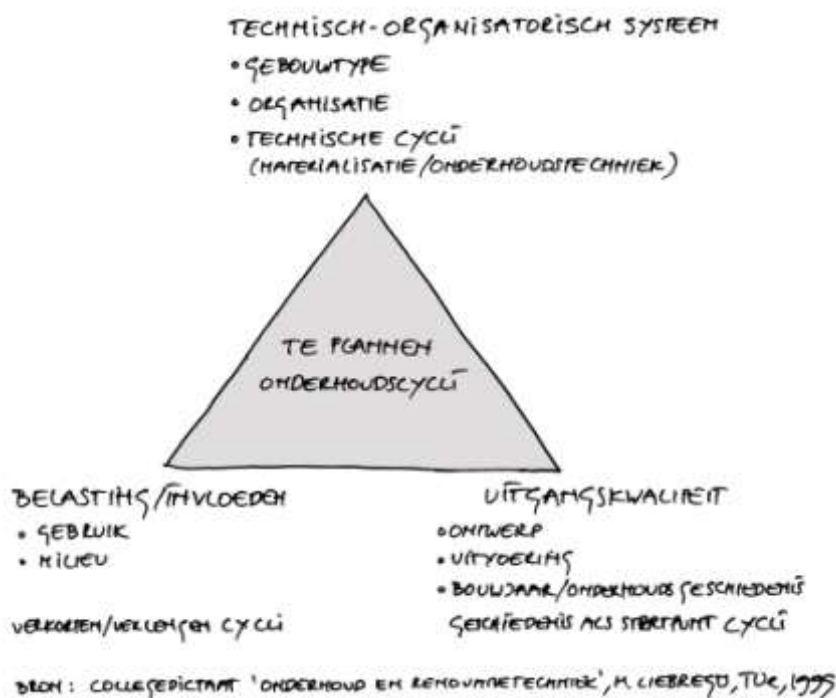 TECHNISCH-ORGANISATORISCH SYSTEEM
• GEBOUWTYPE
• ORGANISATIE
• TECHNISCHE CYCLI
(MATERIALISATIE/ONDERHOUDSTECHNIEK)
TE PLANNEN
ONDERHOUDSCYCLI
BELASTING/INVLOEDEN
• GEBRUIK
• MILIEU
VERKORTEN/VERLENGEN CYCLI
UITGANGSKWALITEIT
• ONTWERP
• UITVOERING
• BOUWJAAR/ONDERHOUDSGESCHIEDENIS
GESCHIEDENIS ALS STARTPUNT CYCLI
BRON: COLLEGEDICTAAT 'ONDERHOUD EN RENOVATIETECHNIEK', M. LIEBREGTS, TUE, 1995